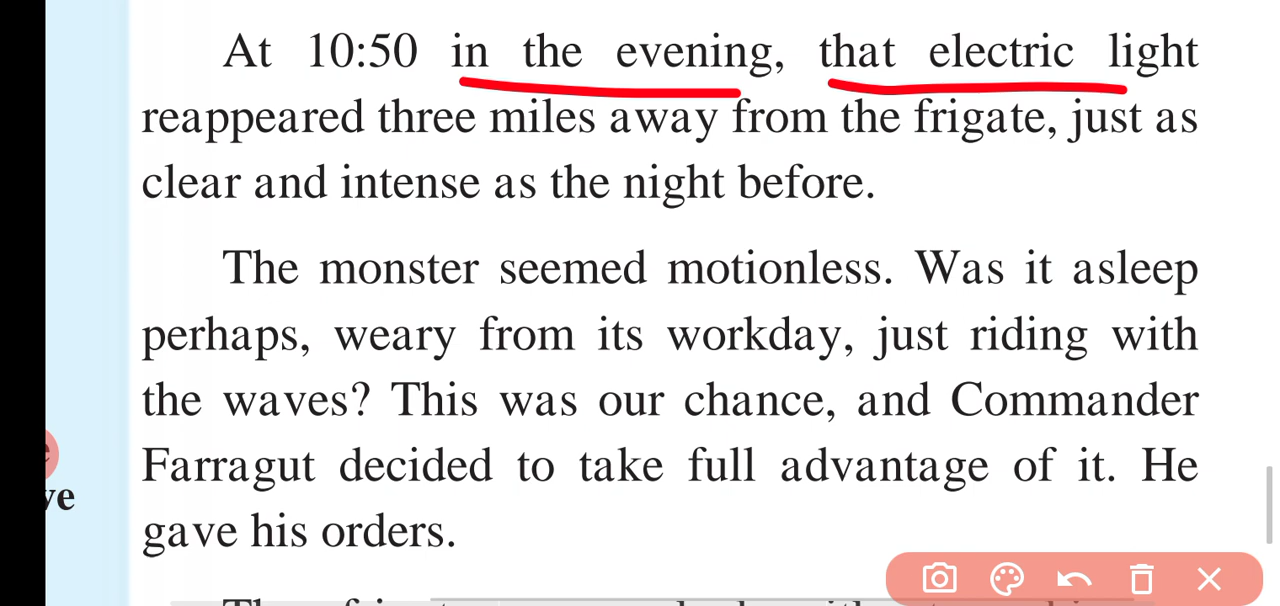 At 10:50 in the evening, that electric light
reappeared three miles away from the frigate, just as
clear and intense as the night before.
The monster seemed motionless. Was it asleep
perhaps, weary from its workday, just riding with
the waves? This was our chance, and Commander
Farragut decided to take full advantage of it. He
ve
gave his orders.